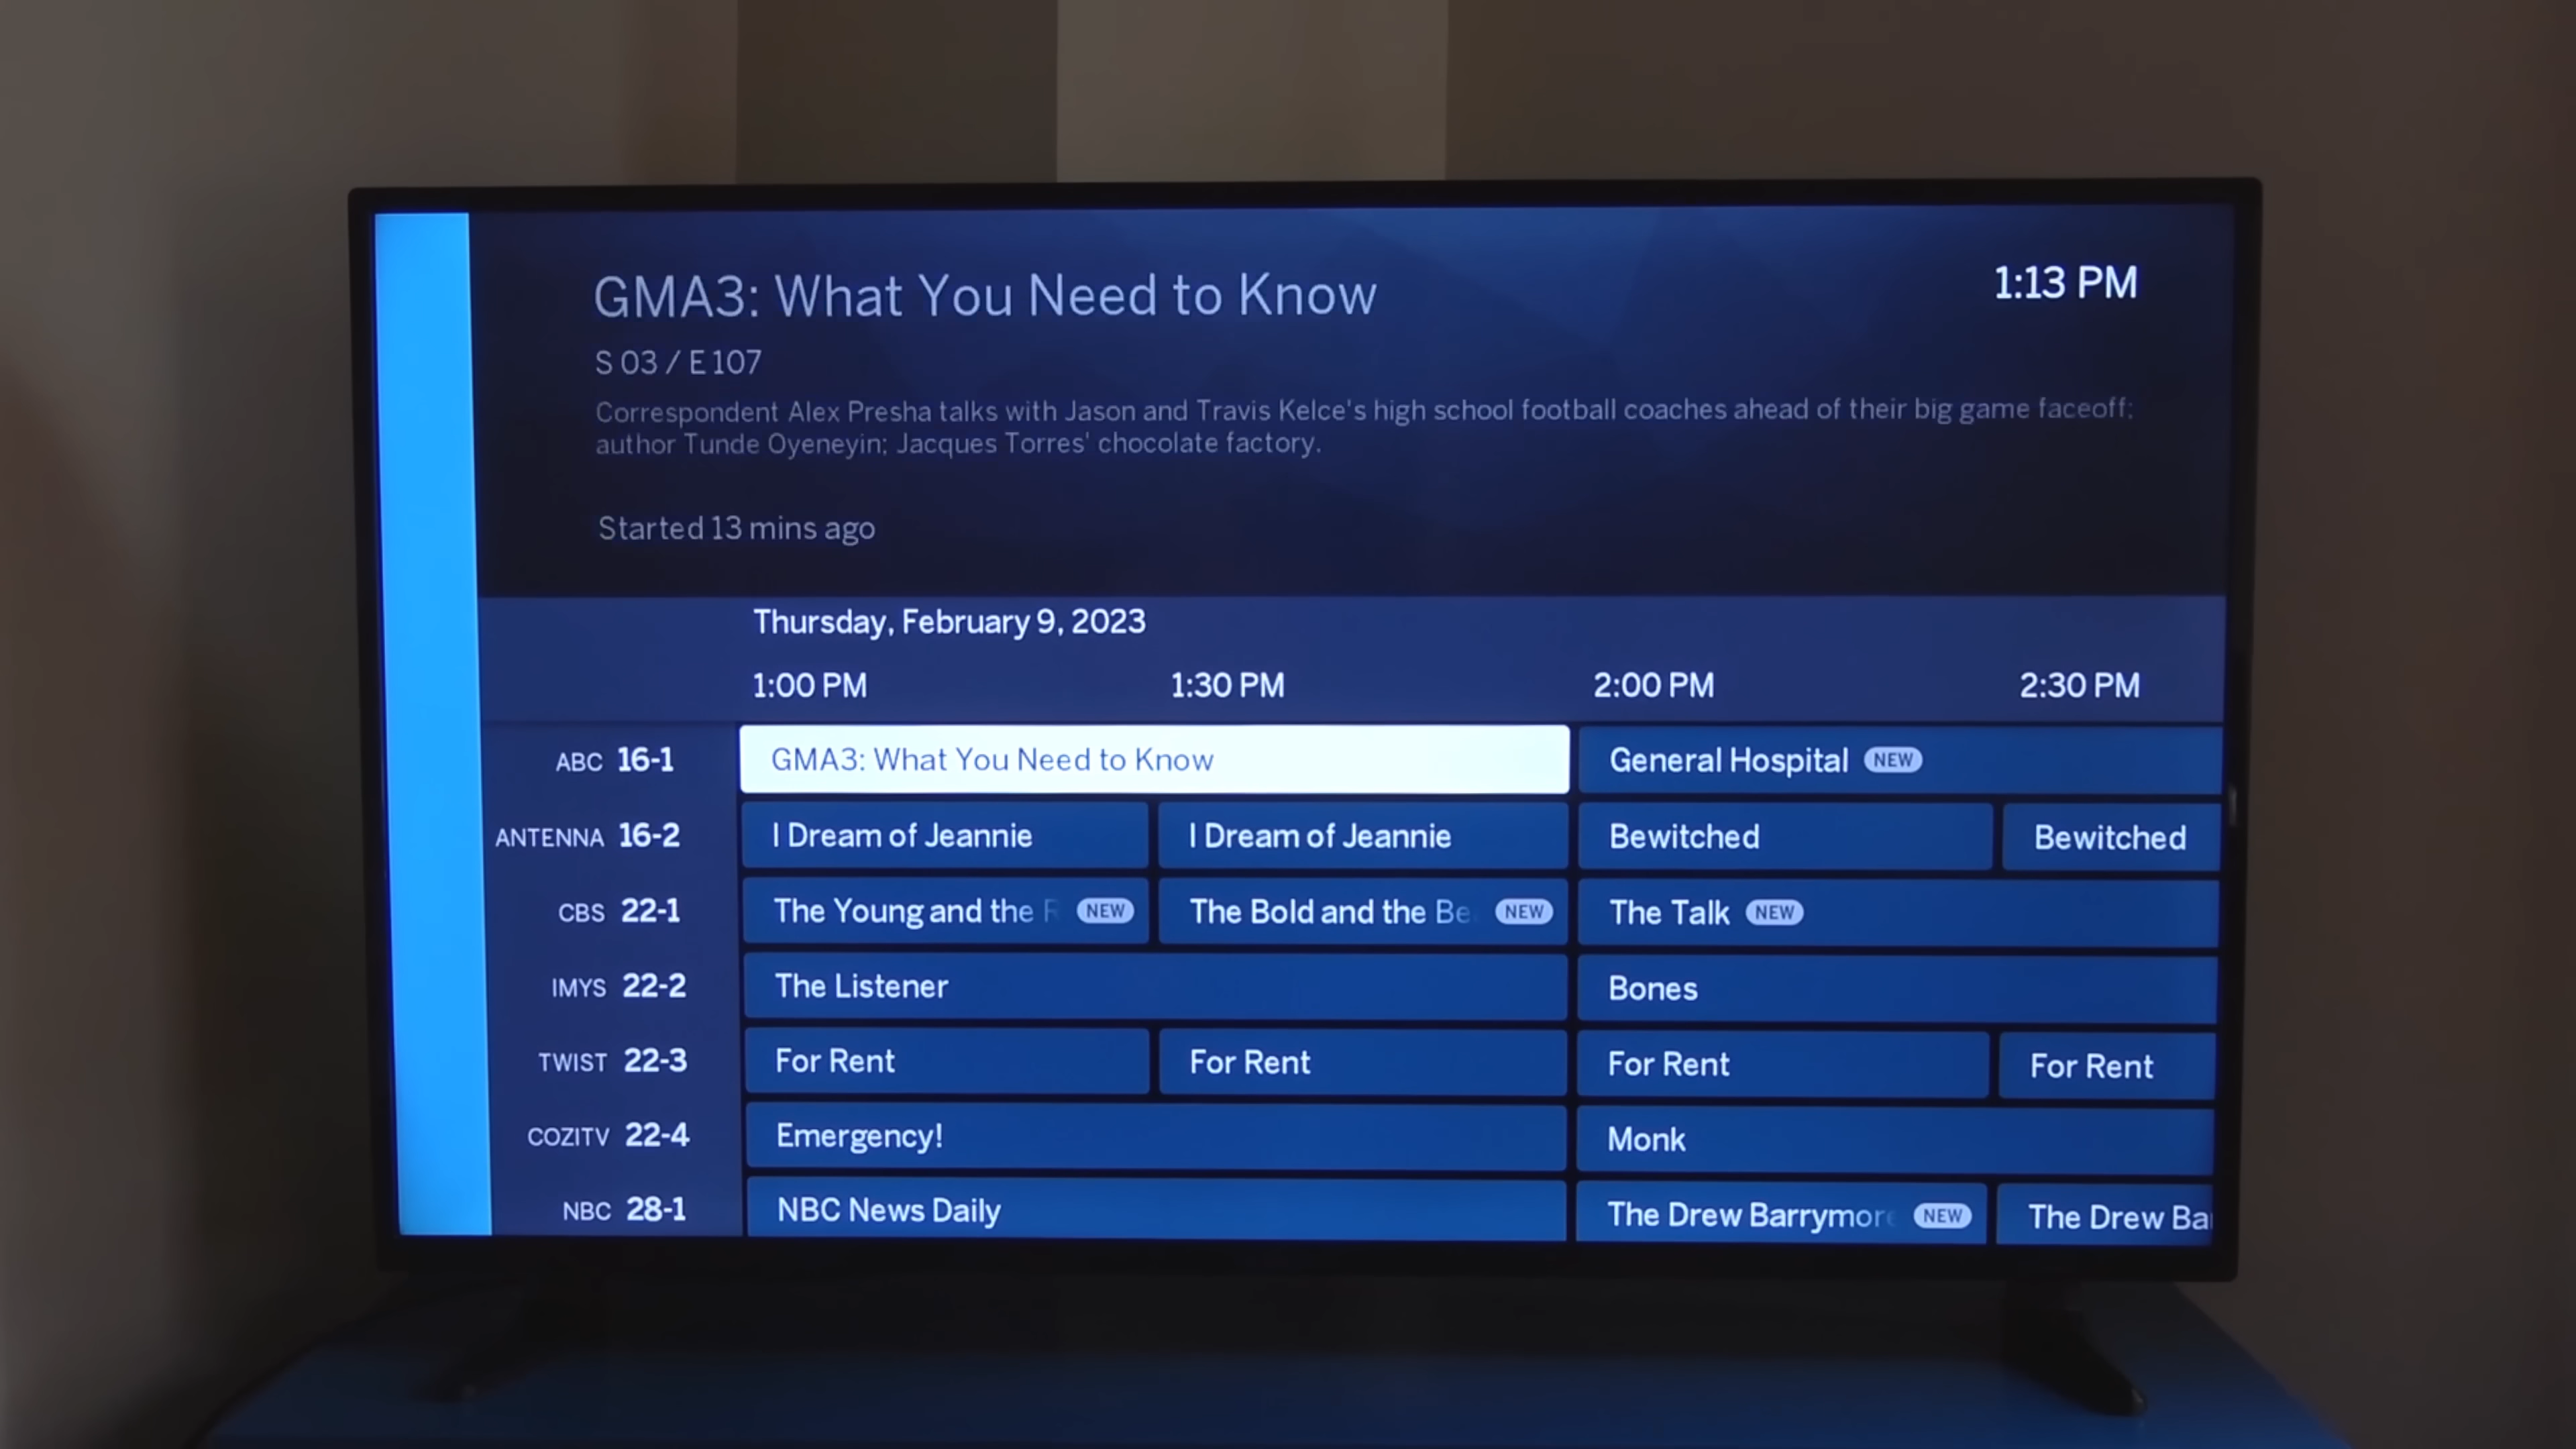 GMA3: What You Need to Know
1:13 PM
S 03 / E 107
Correspondent Alex Presha talks with Jason and Travis Kelce's high school football coaches ahead of their big game faceoff;
author Tunde Oyeneyin; Jacques Torres' chocolate factory.
Started 13 mins ago
Thursday, February 9, 2023
1:00 PM 1:30 PM 2:00 PM 2:30 PM
ABC 16-1 GMA3: What You Need to Know General Hospital NEW
ANTENNA 16-2 I Dream of Jeannie I Dream of Jeannie Bewitched Bewitched
CBS 22-1 The Young and the R NEW The Bold and the Be NEW The Talk NEW
IMYS 22-2 The Listener Bones
TWIST 22-3 For Rent For Rent For Rent For Rent
COZITV 22-4 Emergency! Monk
NBC 28-1 NBC News Daily The Drew Barrymore NEW The Drew Ba